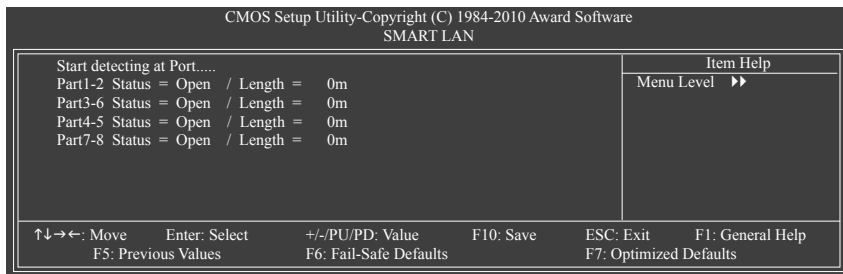 CMOS Setup Utility-Copyright (C) 1984-2010 Award Software
SMART LAN
Start detecting at Port.....
Part1-2 Status = Open / Length = 0m
Part3-6 Status = Open / Length = 0m
Part4-5 Status = Open / Length = 0m
Part7-8 Status = Open / Length = 0m
Item Help
Menu Level ▶▶
↑↓→←: Move Enter: Select +/-/PU/PD: Value F10: Save ESC: Exit F1: General Help
F5: Previous Values F6: Fail-Safe Defaults F7: Optimized Defaults